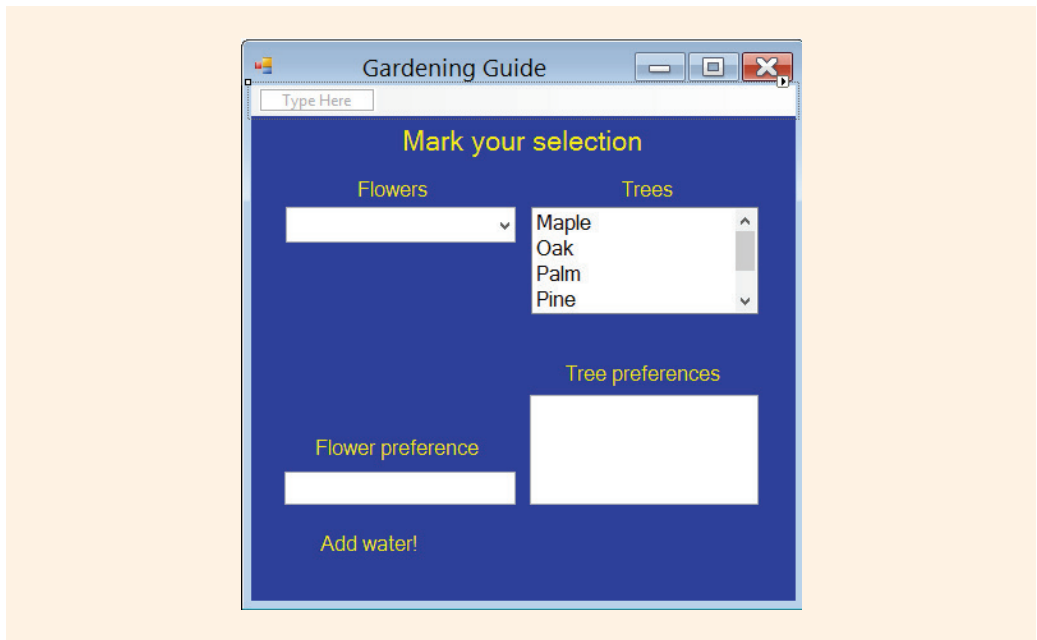 Gardening Guide
Type Here
Mark your selection
Flowers
Trees
Maple
Oak
Palm
Pine
Tree preferences
Flower preference
Add water!